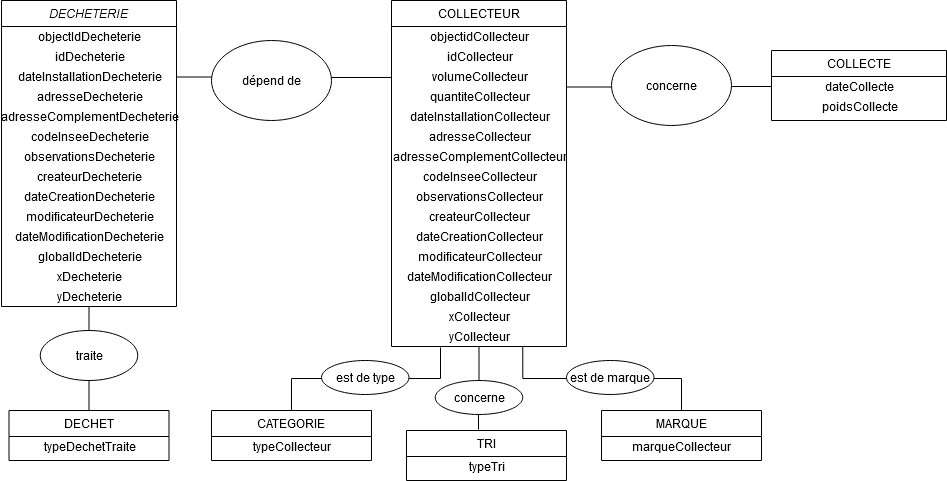 DECHETERIE
objectIdDecheterie
idDecheterie
dateInstallationDecheterie
adresseDecheterie
adresseComplementDecheterie
codeInseeDecheterie
observationsDecheterie
createurDecheterie
dateCreationDecheterie
modificateurDecheterie
dateModificationDecheterie
globalIdDecheterie
xDecheterie
yDecheterie
dépend de
COLLECTEUR
objectidCollecteur
idCollecteur
volumeCollecteur
quantiteCollecteur
dateInstallationCollecteur
adresseCollecteur
adresseComplementCollecteur
codeInseeCollecteur
observationsCollecteur
createurCollecteur
dateCreationCollecteur
modificateurCollecteur
dateModificationCollecteur
globalIdCollecteur
xCollecteur
yCollecteur
concerne
COLLECTE
dateCollecte
poidsCollecte
traite
DECHET
typeDechetTraite
est de type
CATEGORIE
typeCollecteur
concerne
TRI
typeTri
est de marque
MARQUE
marqueCollecteur